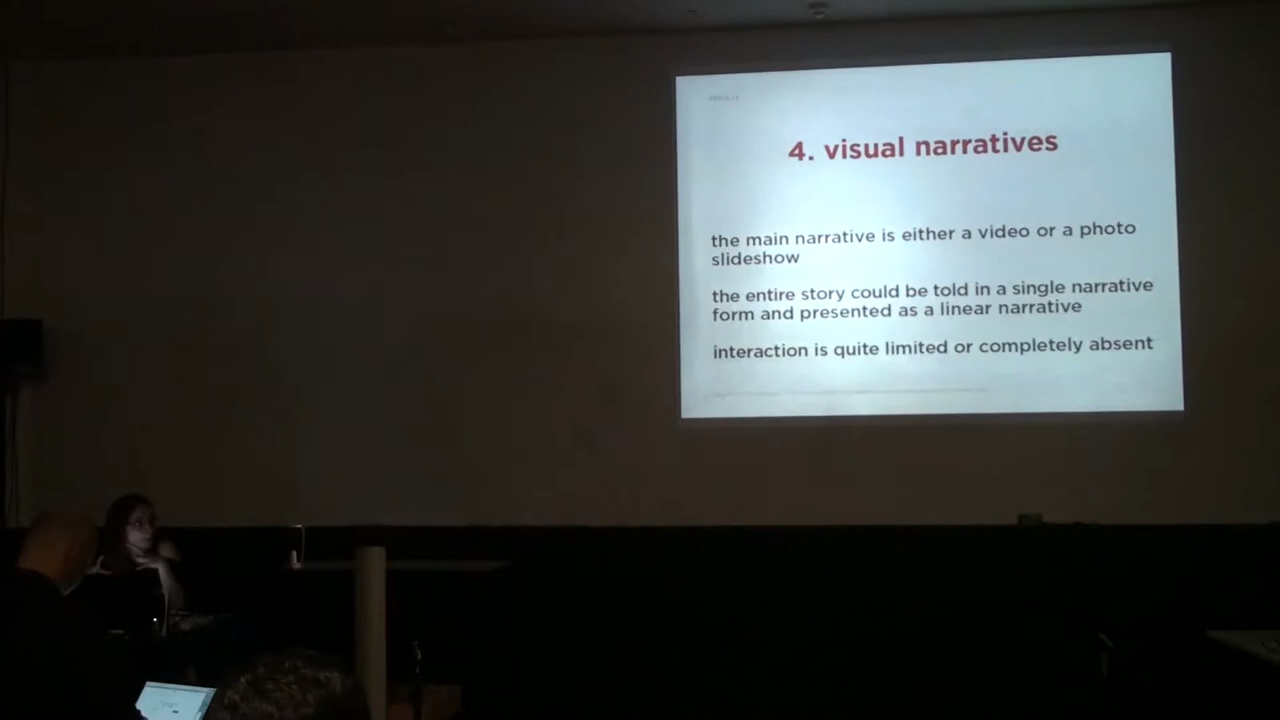 4. visual narratives
the main narrative is either a video or a photo
slideshow
the entire story could be told in a single narrative
form and presented as a linear narrative
interaction is quite limited or completely absent